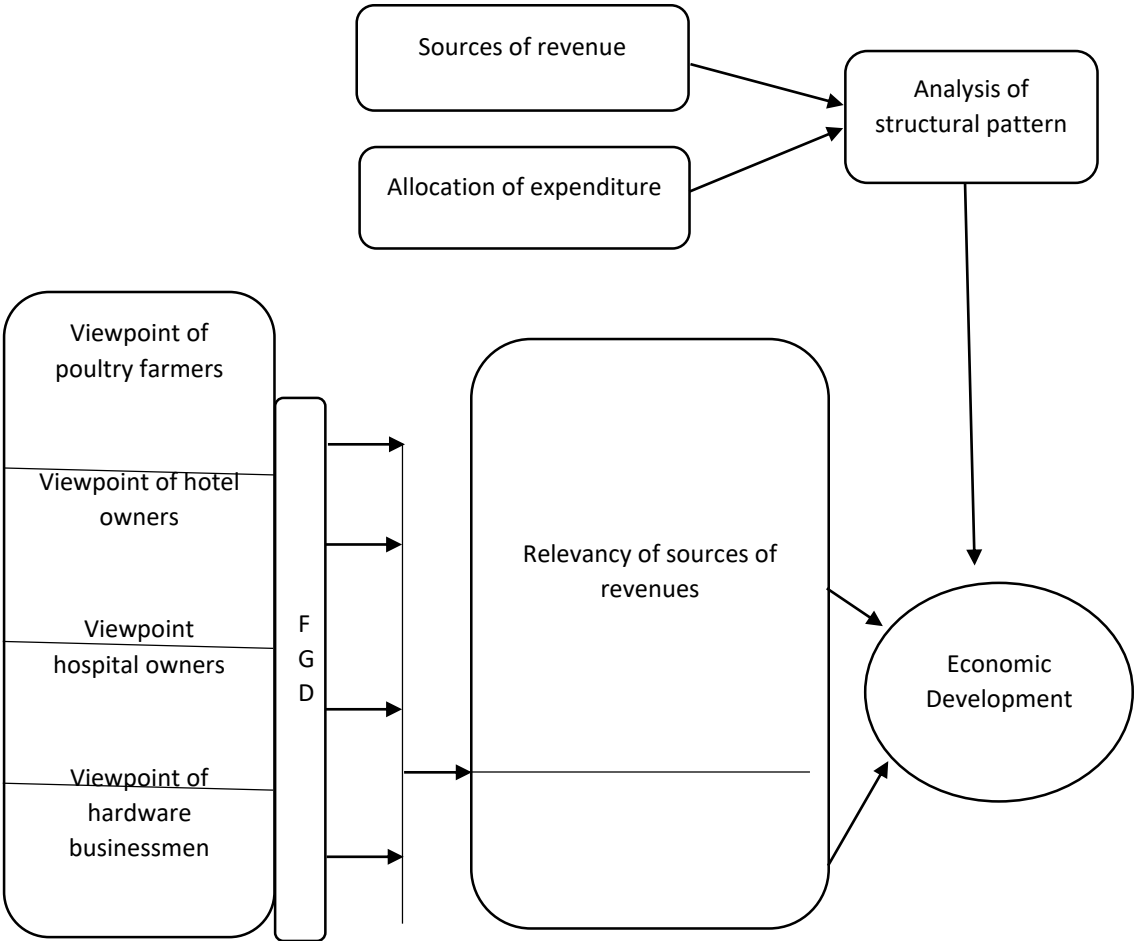 Sources of revenue
Analysis of
structural pattern
Allocation of expenditure
Viewpoint of
poultry farmers
Viewpoint of hotel
owners
Viewpoint
hospital owners
Viewpoint of
hardware
businessmen
F
G
D
Relevancy of sources of
revenues
Economic
Development